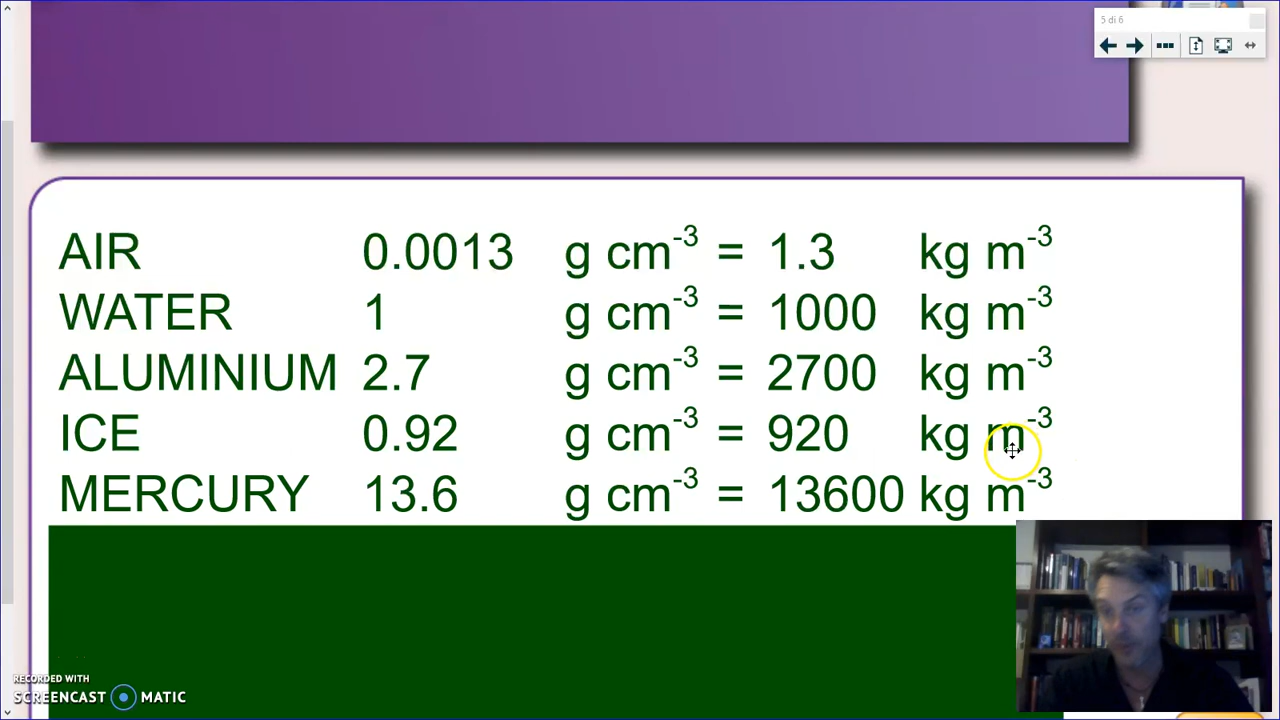 5 di 6
AIR 0.0013 g cm⁻³ = 1.3 kg m⁻³
WATER 1 g cm⁻³ = 1000 kg m⁻³
ALUMINIUM 2.7 g cm⁻³ = 2700 kg m⁻³
ICE 0.92 g cm⁻³ = 920 kg m⁻³
MERCURY 13.6 g cm⁻³ = 13600 kg m⁻³
RECORDED WITH
SCREENCAST MATIC